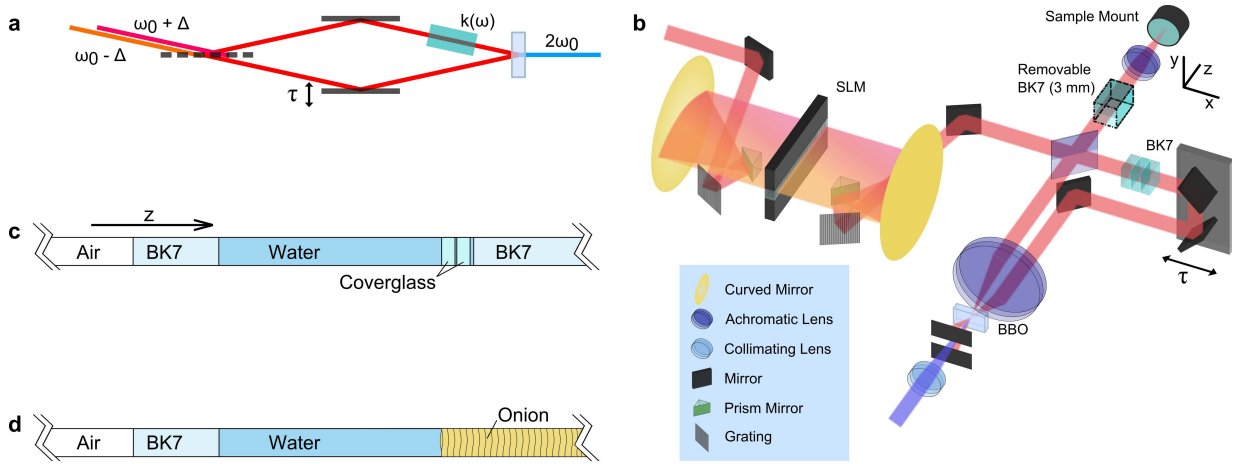 a
ω0 + Δ
ω0 - Δ
k(ω)
2ω0
τ
b
SLM
Sample Mount
Removable
BK7 (3 mm)
y
z
x
BK7
τ
BBO
Curved Mirror
Achromatic Lens
Collimating Lens
Mirror
Prism Mirror
Grating
c
z
Air
BK7
Water
BK7
Coverglass
d
Onion
Air
BK7
Water